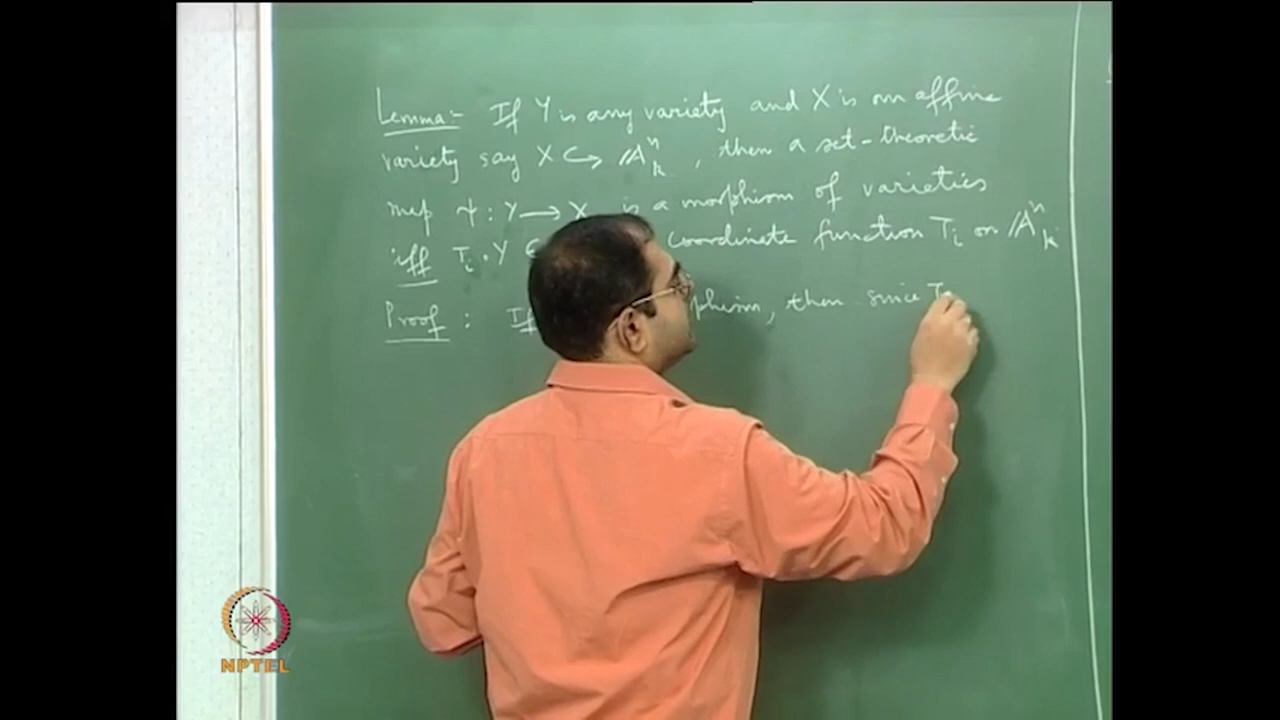 Lemma:- If Y is any variety and X is an affine
variety say X ↪ 𝔸ⁿₖ, then a set-theoretic
map ψ: Y → X is a morphism of varieties
iff Tᵢ∘Y ∈ coordinate function Tᵢ on 𝔸ⁿₖ
Proof: If phism, then since T
NPTEL